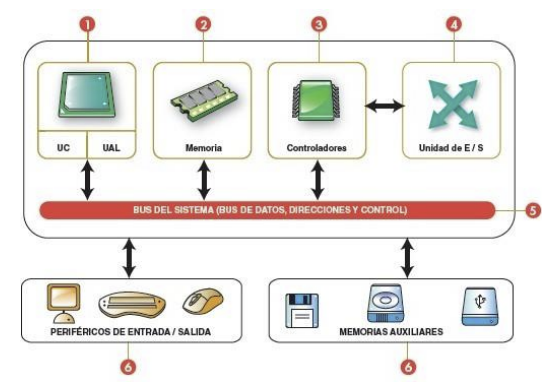 1
2
3
4
UC
UAL
Memoria
Controladores
Unidad de E / S
BUS DEL SISTEMA (BUS DE DATOS, DIRECCIONES Y CONTROL)
5
PERIFÉRICOS DE ENTRADA / SALIDA
MEMORIAS AUXILIARES
6
6